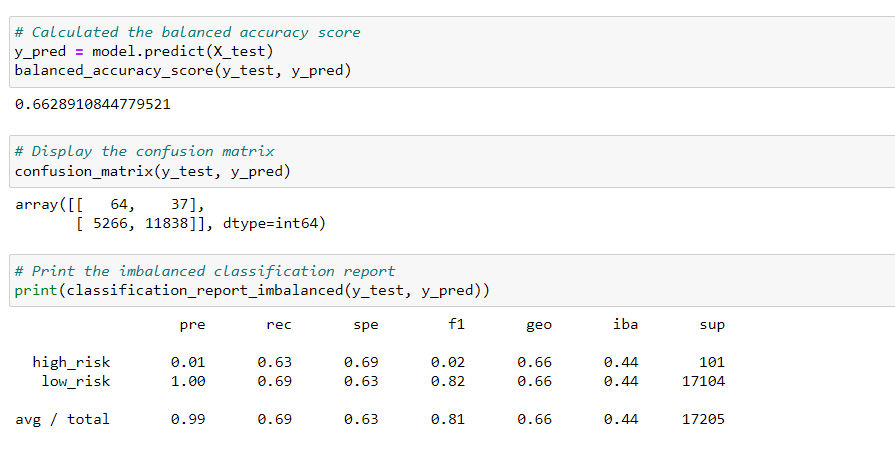 # Calculated the balanced accuracy score
y_pred = model.predict(X_test)
balanced_accuracy_score(y_test, y_pred)
0.6628910844779521
# Display the confusion matrix
confusion_matrix(y_test, y_pred)
array([[   64,    37],
       [ 5266, 11838]], dtype=int64)
# Print the imbalanced classification report
print(classification_report_imbalanced(y_test, y_pred))
pre rec spe f1 geo iba sup
high_risk 0.01 0.63 0.69 0.02 0.66 0.44 101
low_risk 1.00 0.69 0.63 0.82 0.66 0.44 17104
avg / total 0.99 0.69 0.63 0.81 0.66 0.44 17205